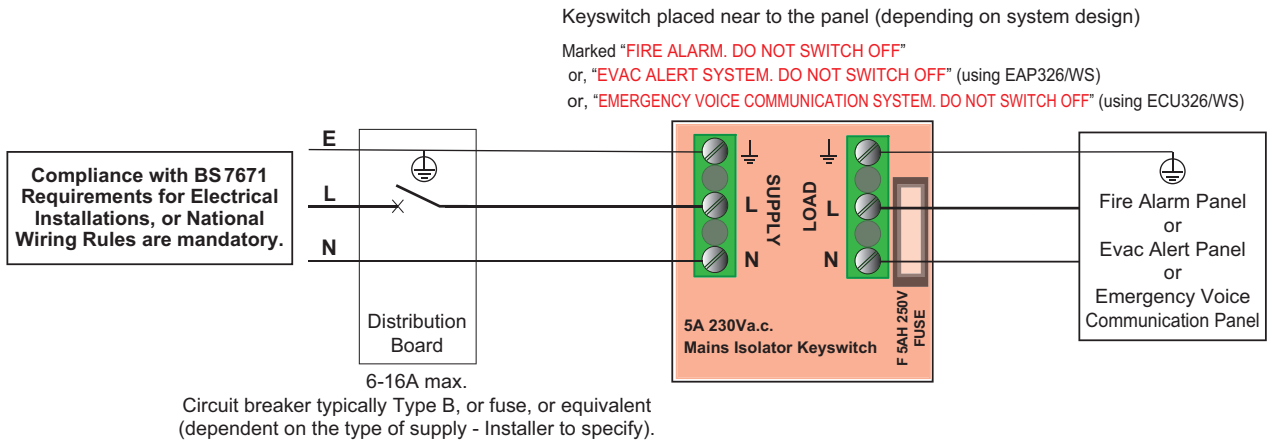 Keyswitch placed near to the panel (depending on system design)
Marked “FIRE ALARM. DO NOT SWITCH OFF”
or, “EVAC ALERT SYSTEM. DO NOT SWITCH OFF” (using EAP326/WS)
or, “EMERGENCY VOICE COMMUNICATION SYSTEM. DO NOT SWITCH OFF” (using ECU326/WS)
Compliance with BS 7671
Requirements for Electrical
Installations, or National
Wiring Rules are mandatory.
E
L
N
Distribution
Board
6-16A max.
Circuit breaker typically Type B, or fuse, or equivalent
(dependent on the type of supply - Installer to specify).
SUPPLY
L
N
LOAD
L
N
F 5AH 250V
FUSE
5A 230Va.c.
Mains Isolator Keyswitch
Fire Alarm Panel
or
Evac Alert Panel
or
Emergency Voice
Communication Panel